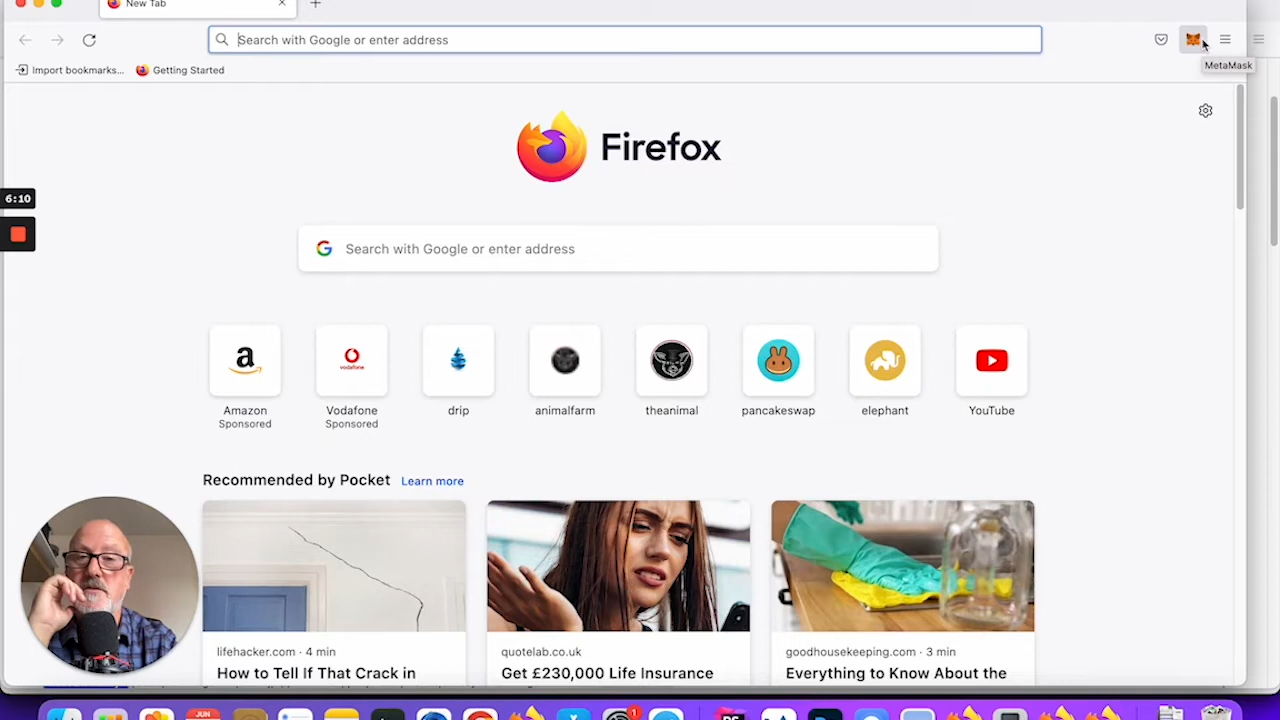 New Tab
Search with Google or enter address
MetaMask
Import bookmarks...
Getting Started
6:10
Firefox
Search with Google or enter address
a
vodafone
Amazon
Sponsored
Vodafone
Sponsored
drip
animalfarm
theanimal
pancakeswap
elephant
YouTube
Recommended by Pocket
Learn more
lifehacker.com · 4 min
How to Tell If That Crack in
quotelab.co.uk
Get £230,000 Life Insurance
goodhousekeeping.com · 3 min
Everything to Know About the
JUN
1